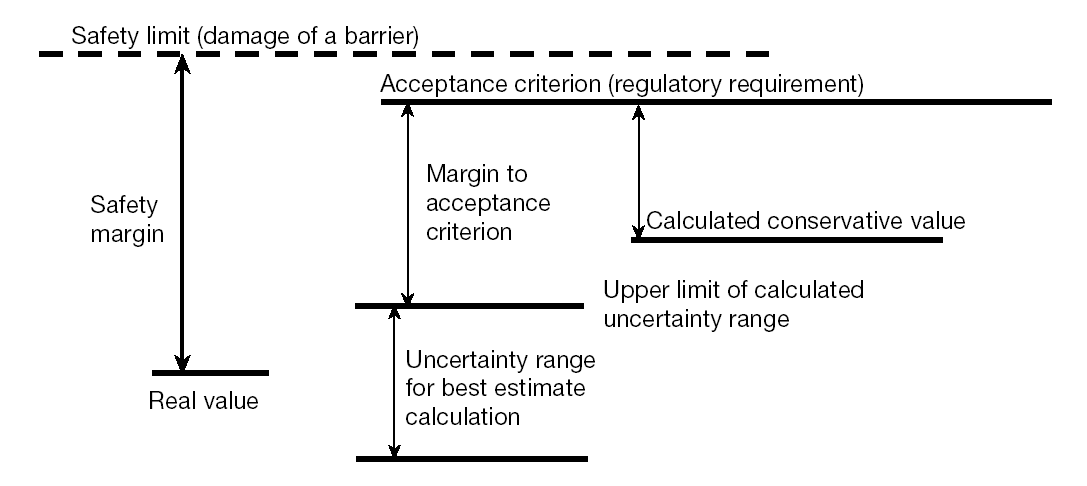 Safety limit (damage of a barrier)
Acceptance criterion (regulatory requirement)
Margin to
acceptance
criterion
Safety
margin
Calculated conservative value
Upper limit of calculated
uncertainty range
Uncertainty range
for best estimate
calculation
Real value